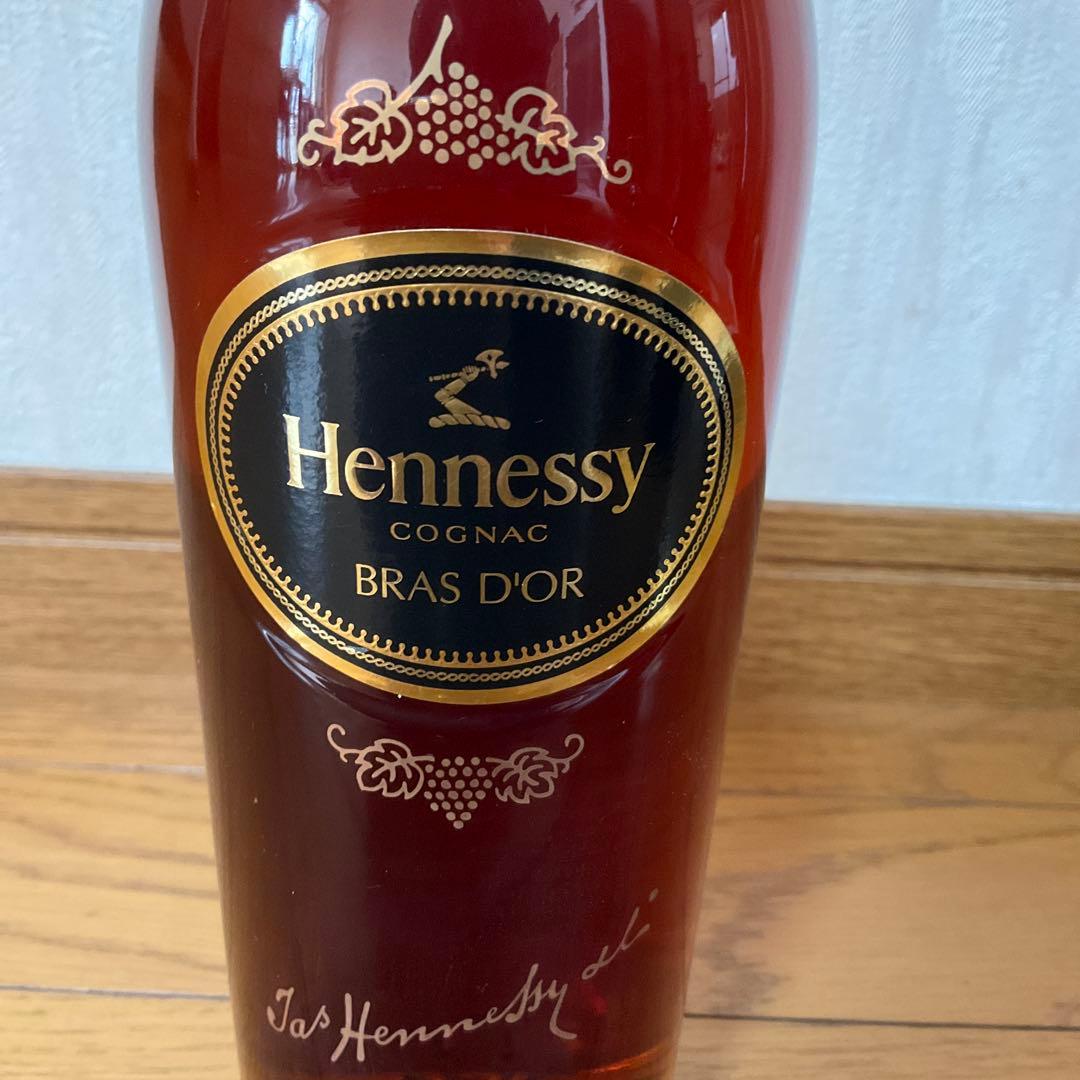 Hennessy
COGNAC
BRAS D'OR
Jas Hennessy &